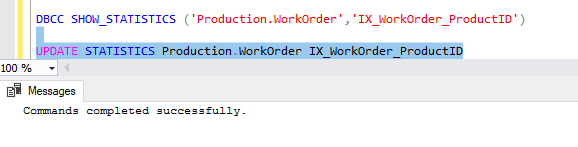 DBCC SHOW_STATISTICS ('Production.WorkOrder','IX_WorkOrder_ProductID')
UPDATE STATISTICS Production.WorkOrder IX_WorkOrder_ProductID
100 %
Messages
Commands completed successfully.